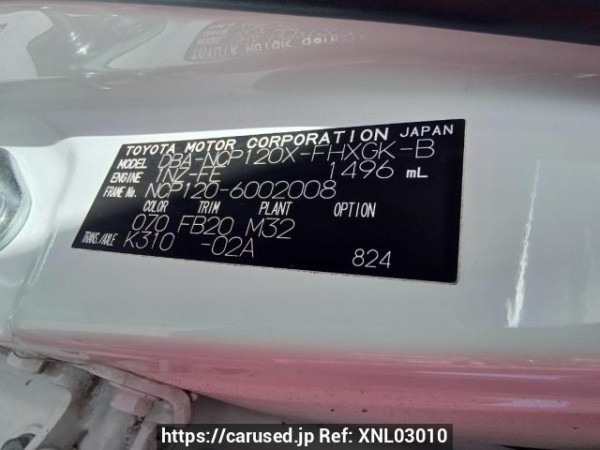 TOYOTA MOTOR CORPORATION JAPAN
MODEL DBA-NCP120X-FHXGK-B
ENGINE 1NZ-FE 1496 mL
FRAME No. NCP120-6002008
COLOR TRIM PLANT OPTION
070 FB20 M32
TRANS./AXLE K310 -02A
824
https://carused.jp Ref: XNL03010